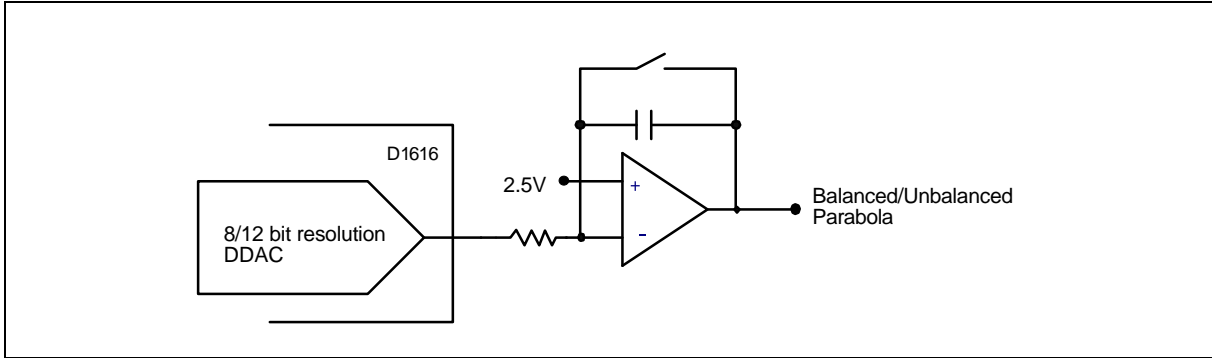 D1616
2.5V
+
-
8/12 bit resolution
DDAC
Balanced/Unbalanced
Parabola